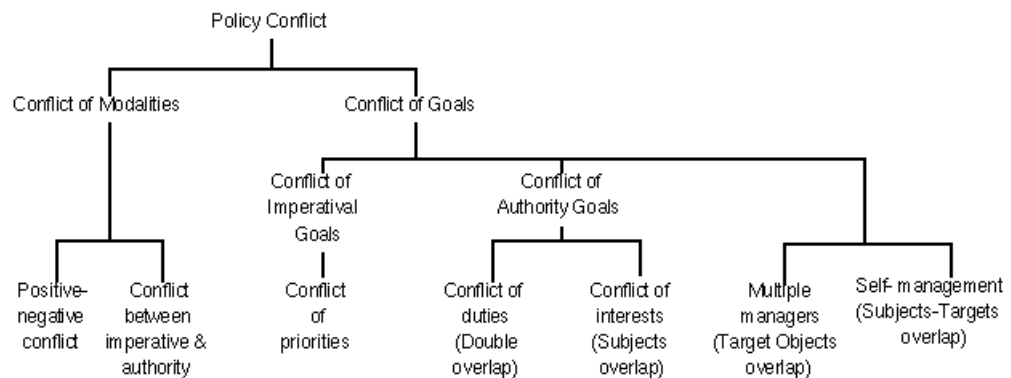 Policy Conflict
Conflict of Modalities
Conflict of Goals
Conflict of
Imperatival
Goals
Conflict of
Authority Goals
Positive-
negative
conflict
Conflict
between
imperative &
authority
Conflict
of
priorities
Conflict of
duties
(Double
overlap)
Conflict of
interests
(Subjects
overlap)
Multiple
managers
(Target Objects
overlap)
Self- management
(Subjects-Targets
overlap)